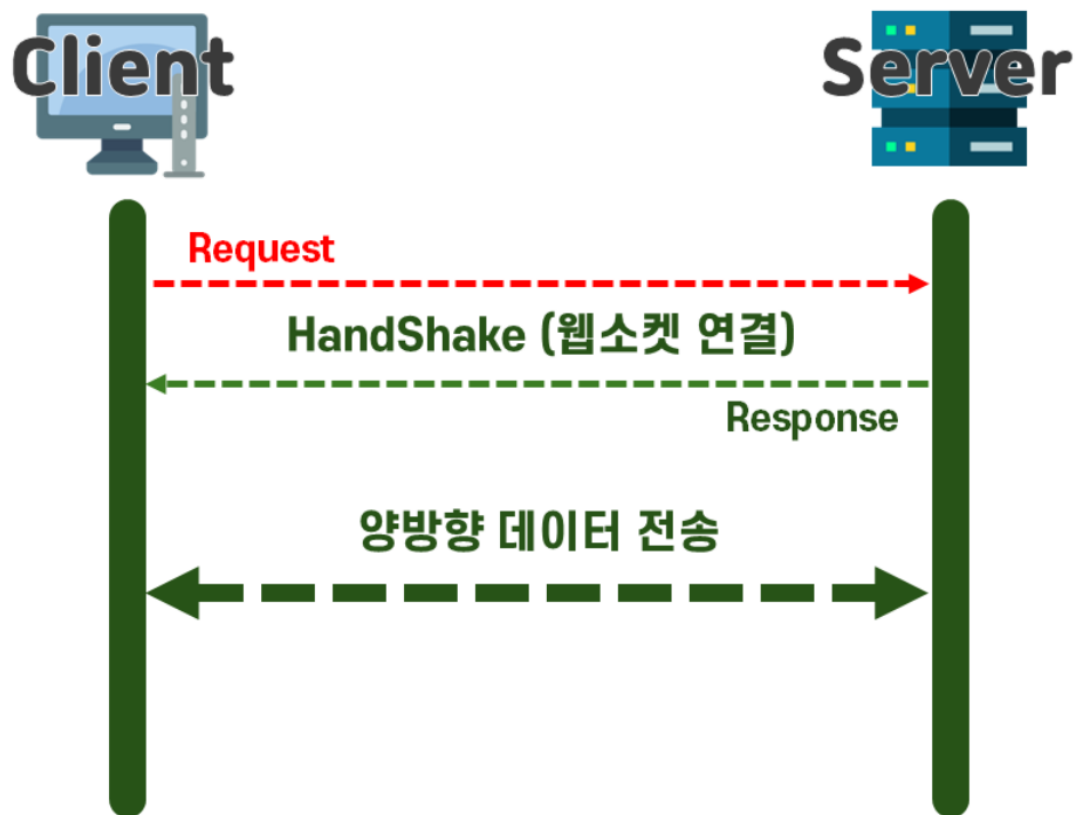 Client
Server
Request
HandShake (웹소켓 연결)
Response
양방향 데이터 전송